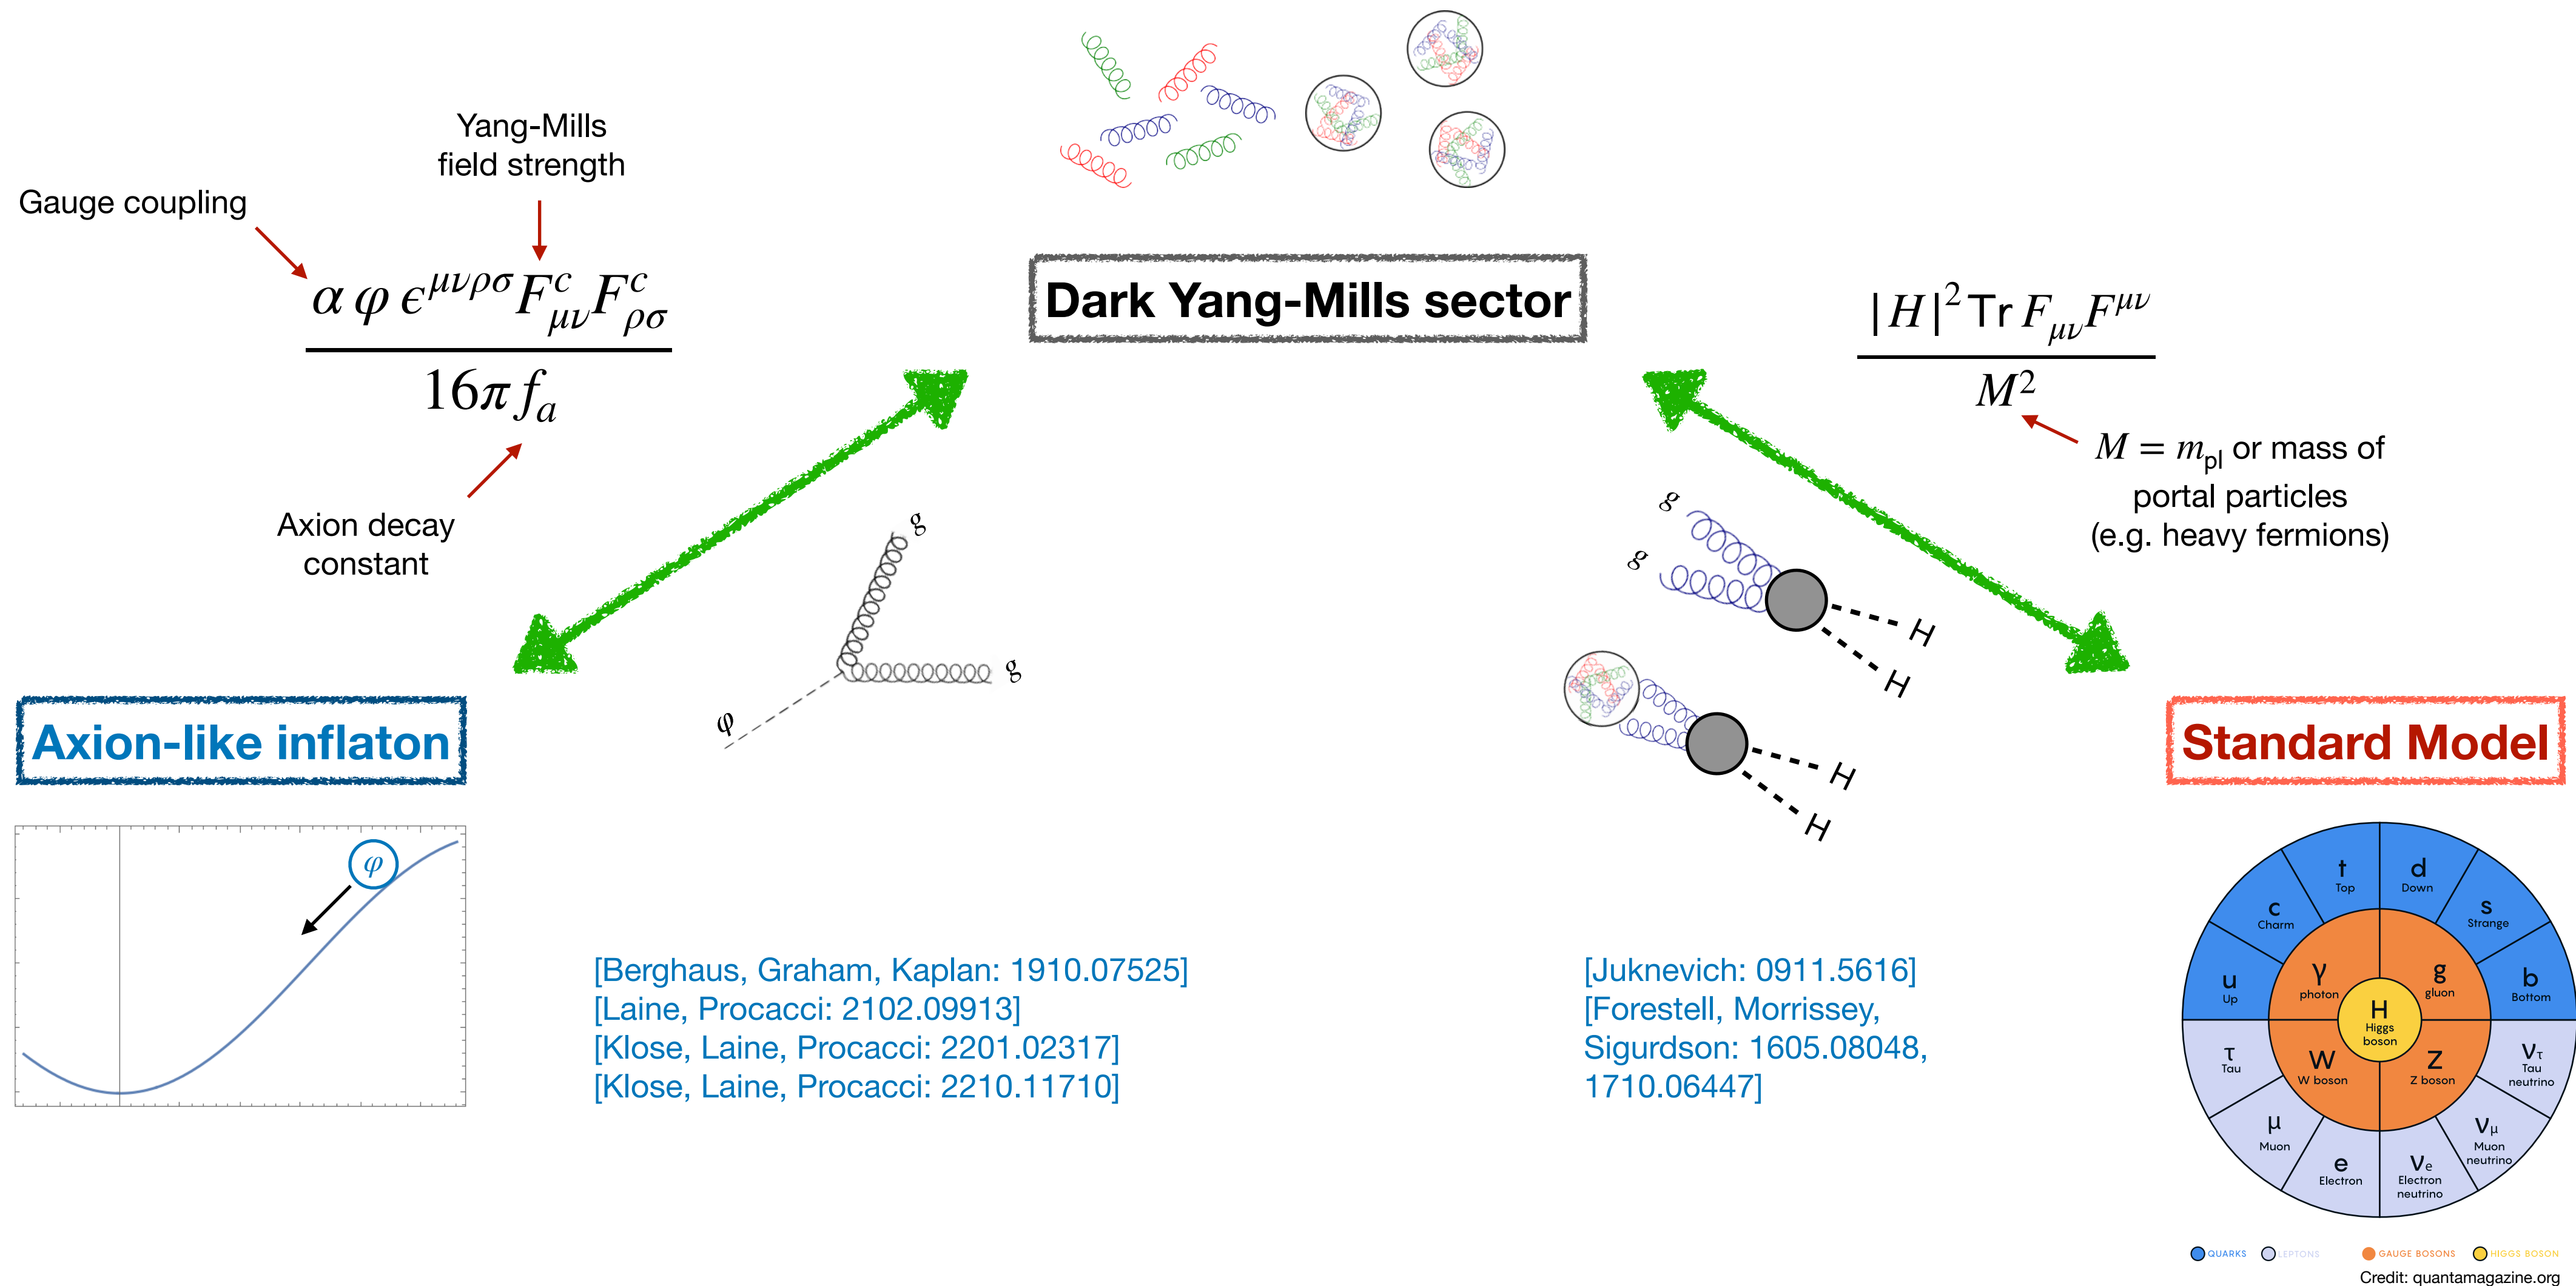 Yang-Mills
field strength
Gauge coupling
α φ ϵ^{μνρσ} F^c_{μν} F^c_{ρσ}
16π f_a
Axion decay
constant
Dark Yang-Mills sector
|H|² Tr F_{μν}F^{μν}
M²
M = m_pl or mass of
portal particles
(e.g. heavy fermions)
g
g
φ
g
g
H
H
H
H
Axion-like inflaton
Standard Model
φ
[Berghaus, Graham, Kaplan: 1910.07525]
[Laine, Procacci: 2102.09913]
[Klose, Laine, Procacci: 2201.02317]
[Klose, Laine, Procacci: 2210.11710]
[Juknevich: 0911.5616]
[Forestell, Morrissey,
Sigurdson: 1605.08048,
1710.06447]
t
Top
d
Down
c
Charm
s
Strange
u
Up
b
Bottom
γ
photon
g
gluon
H
Higgs
boson
W
W boson
Z
Z boson
τ
Tau
ντ
Tau
neutrino
μ
Muon
νμ
Muon
neutrino
e
Electron
νe
Electron
neutrino
QUARKS LEPTONS GAUGE BOSONS HIGGS BOSON
Credit: quantamagazine.org